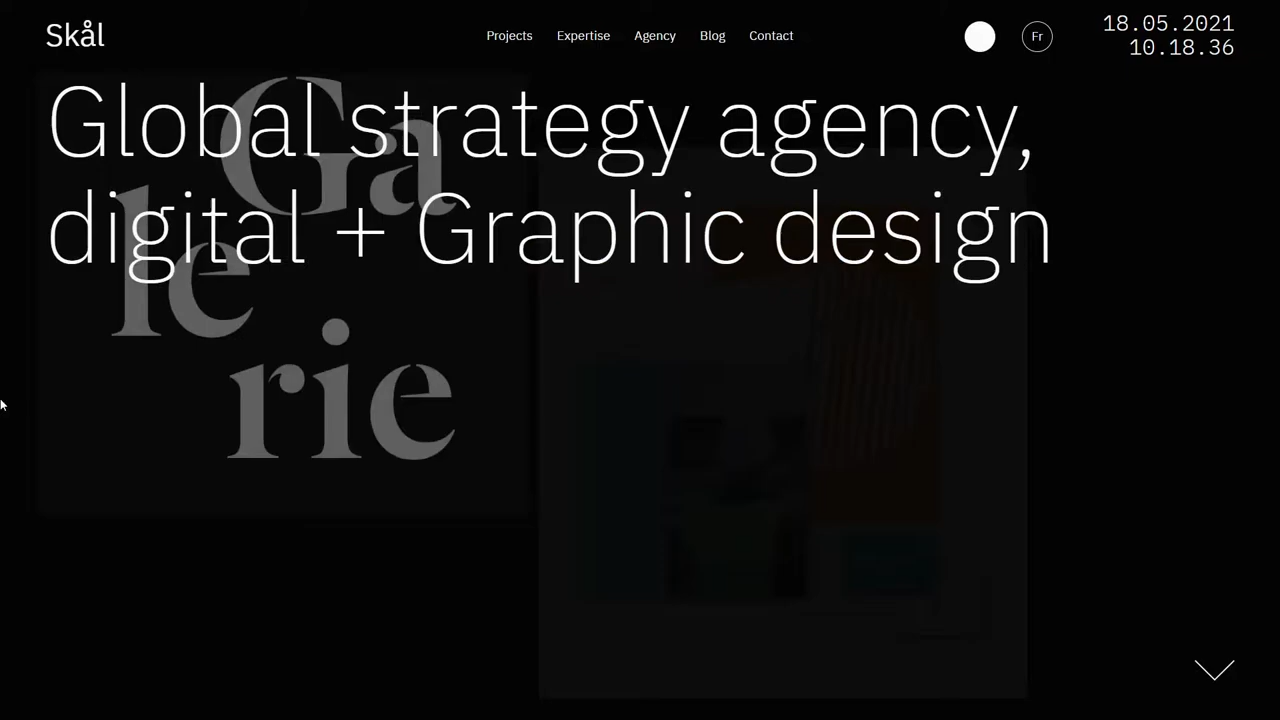 Skål
Projects Expertise Agency Blog Contact
Fr
18.05.2021
10.18.36
Global strategy agency,
digital + Graphic design
Ga
le
rie